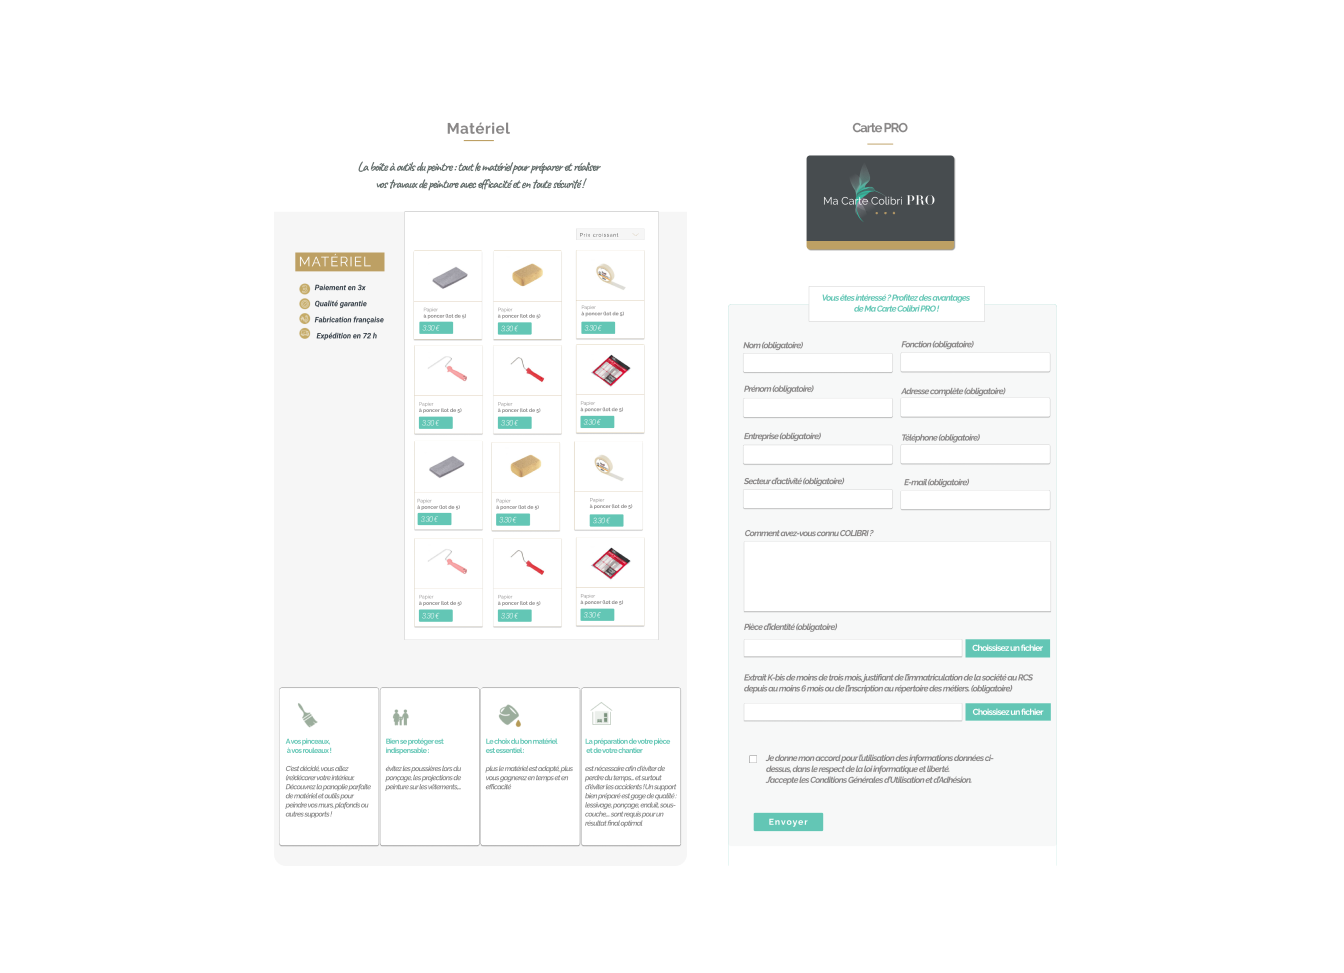 Matériel
La boîte à outils du peintre : tout le matériel pour préparer et réaliser
vos travaux de peinture avec efficacité et en toute sécurité !
Prix croissant
MATÉRIEL
Paiement en 3x
Qualité garantie
Fabrication française
Expédition en 72 h
Papier
à poncer (lot de 5)
3.30 €
Papier
à poncer (lot de 5)
3.30 €
Papier
à poncer (lot de 5)
3.30 €
Papier
à poncer (lot de 5)
3.30 €
Papier
à poncer (lot de 5)
3.30 €
Papier
à poncer (lot de 5)
3.30 €
Papier
à poncer (lot de 5)
3.30 €
Papier
à poncer (lot de 5)
3.30 €
Papier
à poncer (lot de 5)
3.30 €
Papier
à poncer (lot de 5)
3.30 €
Papier
à poncer (lot de 5)
3.30 €
Papier
à poncer (lot de 5)
3.30 €
A vos pinceaux,
à vos rouleaux !
C'est décidé, vous allez
(re)décorer votre intérieur.
Découvrez la panoplie parfaite
de matériel et outils pour
peindre vos murs, plafonds ou
autres supports !
Bien se protéger est
indispensable :
évitez les poussières lors du
ponçage, les projections de
peinture sur les vêtements...
Le choix du bon matériel
est essentiel :
plus le matériel est adapté, plus
vous gagnerez en temps et en
efficacité
La préparation de votre pièce
et de votre chantier
est nécessaire afin d'éviter de
perdre du temps... et surtout
d'éviter les accidents ! Un support
bien préparé est gage de qualité :
lessivage, ponçage, enduit, sous-
couche... sont requis pour un
résultat final optimal
Carte PRO
Ma Carte Colibri PRO
Vous êtes intéressé ? Profitez des avantages
de Ma Carte Colibri PRO !
Nom (obligatoire)
Fonction (obligatoire)
Prénom (obligatoire)
Adresse complète (obligatoire)
Entreprise (obligatoire)
Téléphone (obligatoire)
Secteur d'activité (obligatoire)
E-mail (obligatoire)
Comment avez-vous connu COLIBRI ?
Pièce d'identité (obligatoire)
Choissisez un fichier
Extrait K-bis de moins de trois mois, justifiant de l'immatriculation de la société au RCS
depuis au moins 6 mois ou de l'inscription au répertoire des métiers. (obligatoire)
Choissisez un fichier
Je donne mon accord pour l'utilisation des informations données ci-
dessus, dans le respect de la loi informatique et liberté.
J'accepte les Conditions Générales d'Utilisation et d'Adhésion.
Envoyer